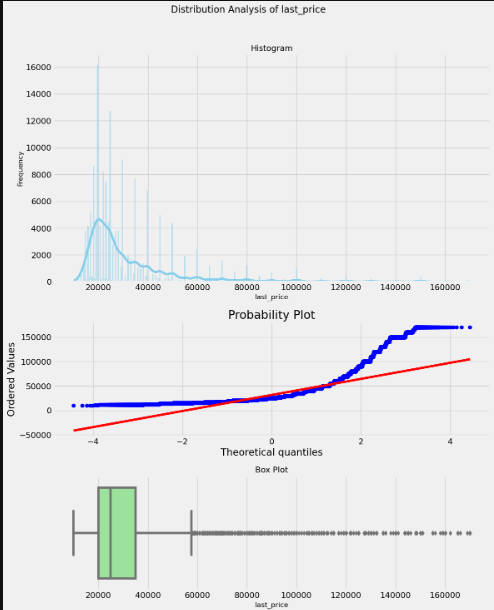 Distribution Analysis of last_price
Histogram
16000
14000
12000
10000
8000
6000
4000
2000
0
Frequency
20000 40000 60000 80000 100000 120000 140000 160000
last_price
Probability Plot
150000
100000
50000
0
−50000
Ordered Values
−4 −2 0 2 4
Theoretical quantiles
Box Plot
20000 40000 60000 80000 100000 120000 140000 160000
last_price